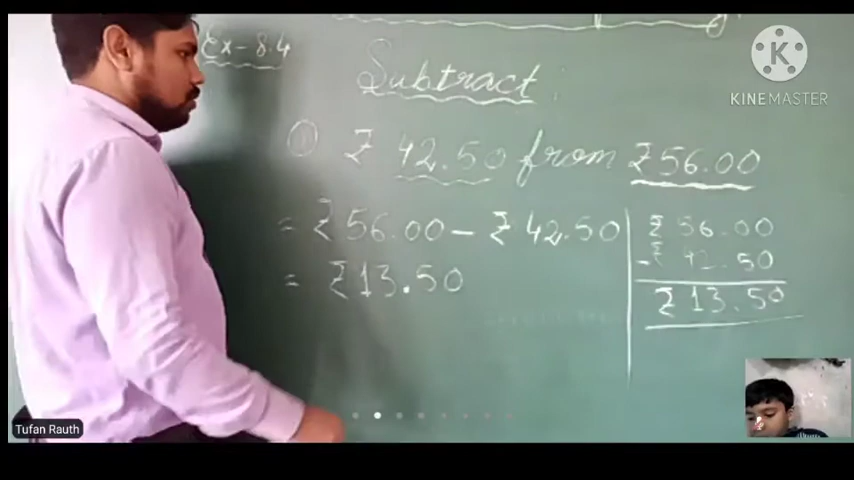 Ex-8.4
Subtract :
① ₹ 42.50 from ₹56.00
= ₹56.00 - ₹ 42.50
= ₹13.50
₹ 56.00
-₹ 42.50
₹ 13.50
K
KINEMASTER
Tufan Rauth